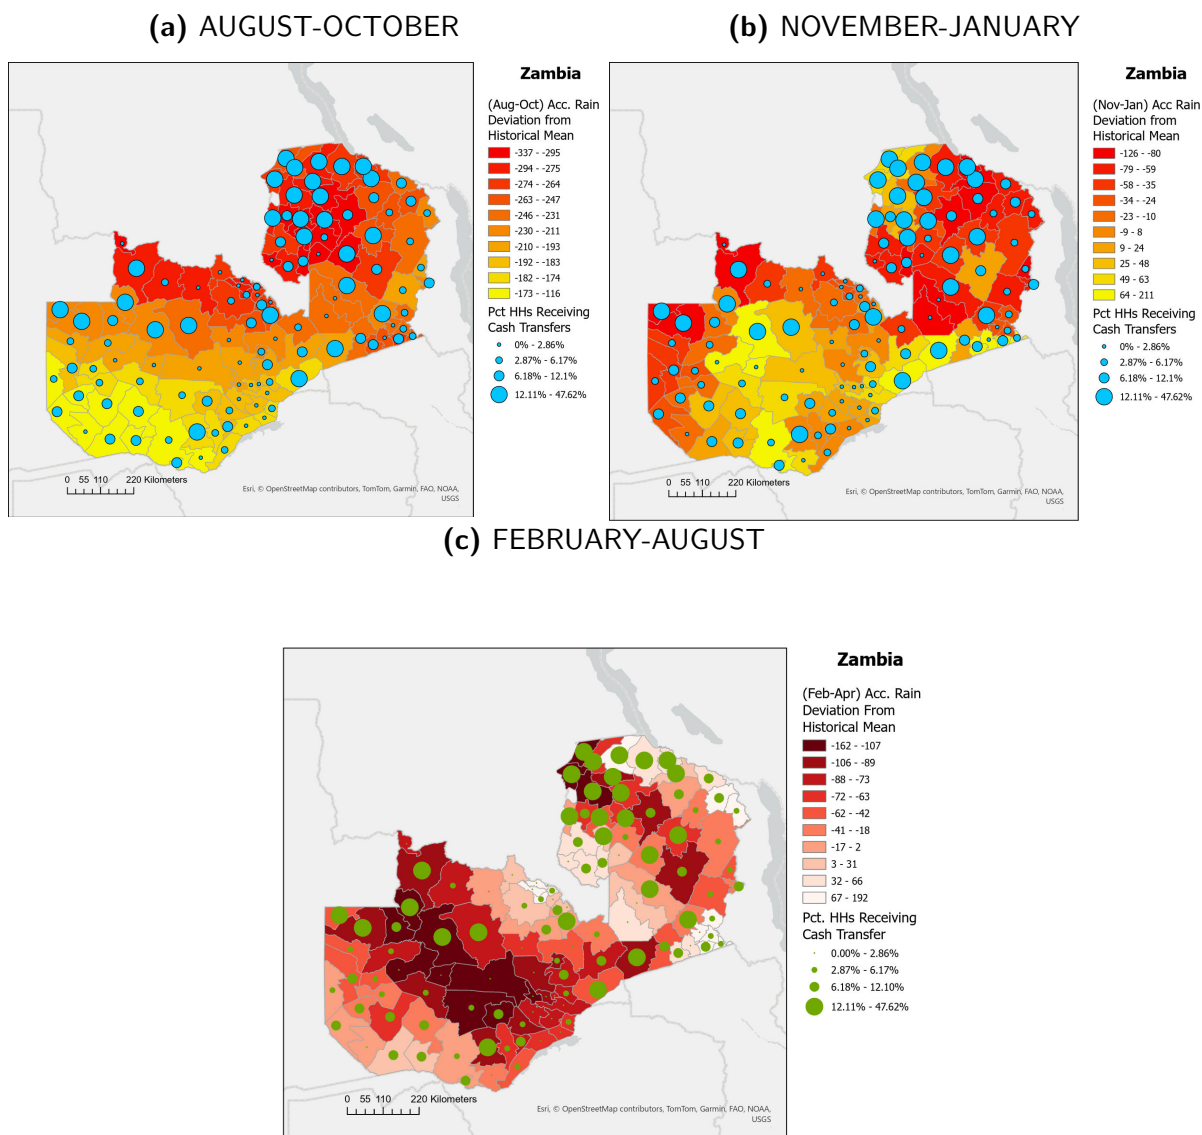 (a) AUGUST-OCTOBER
(b) NOVEMBER-JANUARY
Zambia
(Aug-Oct) Acc. Rain
Deviation from
Historical Mean
-337 - -295
-294 - -275
-274 - -264
-263 - -247
-246 - -231
-230 - -211
-210 - -193
-192 - -183
-182 - -174
-173 - -116
Pct HHs Receiving
Cash Transfers
0% - 2.86%
2.87% - 6.17%
6.18% - 12.1%
12.11% - 47.62%
0 55 110 220 Kilometers
Esri, © OpenStreetMap contributors, TomTom, Garmin, FAO, NOAA,
USGS
Zambia
(Nov-Jan) Acc Rain
Deviation from
Historical Mean
-126 - -80
-79 - -59
-58 - -35
-34 - -24
-23 - -10
-9 - 8
9 - 24
25 - 48
49 - 63
64 - 211
Pct HHs Receiving
Cash Transfers
0% - 2.86%
2.87% - 6.17%
6.18% - 12.1%
12.11% - 47.62%
0 55 110 220 Kilometers
Esri, © OpenStreetMap contributors, TomTom, Garmin, FAO, NOAA,
USGS
(c) FEBRUARY-AUGUST
Zambia
(Feb-Apr) Acc. Rain
Deviation From
Historical Mean
-162 - -107
-106 - -89
-88 - -73
-72 - -63
-62 - -42
-41 - -18
-17 - 2
3 - 31
32 - 66
67 - 192
Pct. HHs Receiving
Cash Transfer
0.00% - 2.86%
2.87% - 6.17%
6.18% - 12.10%
12.11% - 47.62%
0 55 110 220 Kilometers
Esri, © OpenStreetMap contributors, TomTom, Garmin, FAO, NOAA,
USGS